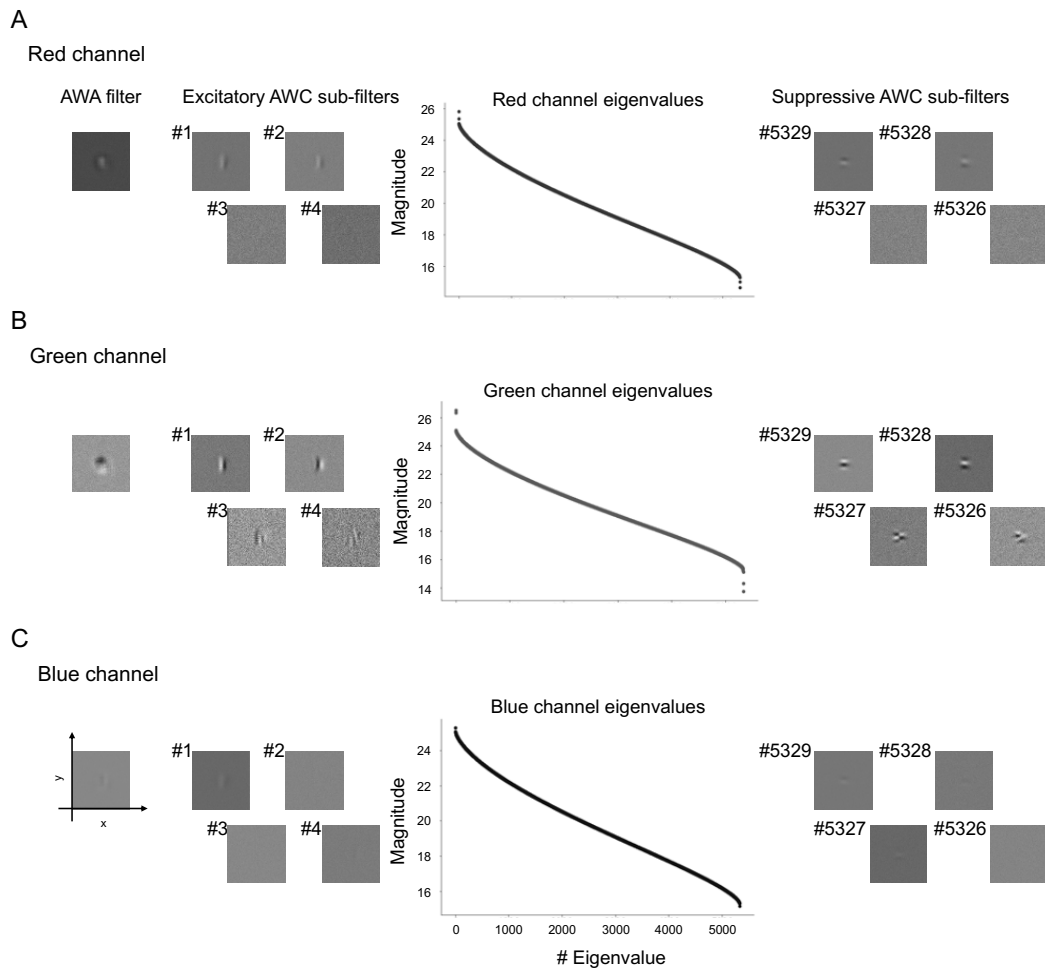 A
Red channel
AWA filter
Excitatory AWC sub-filters
Red channel eigenvalues
Suppressive AWC sub-filters
#1
#2
#3
#4
Magnitude
26
24
22
20
18
16
#5329
#5328
#5327
#5326
B
Green channel
Green channel eigenvalues
#1
#2
#3
#4
Magnitude
26
24
22
20
18
16
14
#5329
#5328
#5327
#5326
C
Blue channel
Blue channel eigenvalues
y
x
#1
#2
#3
#4
Magnitude
24
22
20
18
16
0
1000
2000
3000
4000
5000
# Eigenvalue
#5329
#5328
#5327
#5326